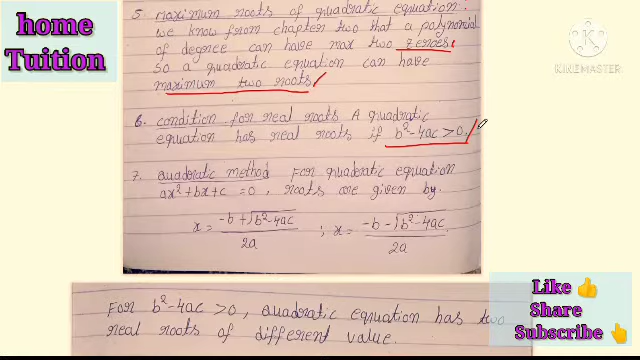 home
Tuition
5. maximum roots of quadratic equation:
we know from chapter two that a polynomial
of degree can have max two zeroes.
So a quadratic equation can have
maximum two roots
6. condition for real roots A quadratic
equation has real roots if b²-4ac>0.
7. Quadratic method For quadratic equation
ax²+bx+c=0, roots are given by.
x = -b+√b²-4ac / 2a ; x = -b-√b²-4ac / 2a
For b²-4ac >0, quadratic equation has two
real roots of different value.
KINEMASTER
Like 👍
Share
Subscribe 👆